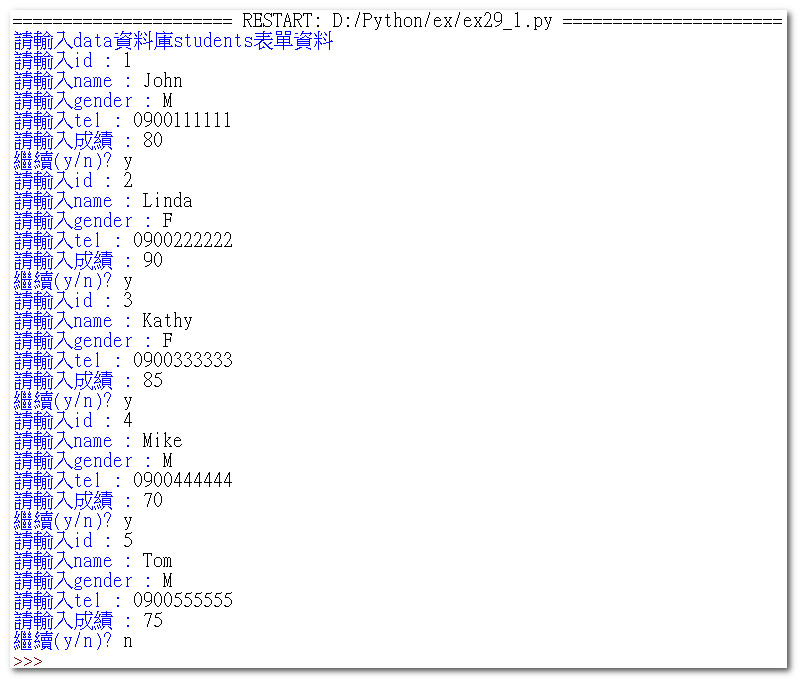 ====================== RESTART: D:/Python/ex/ex29_1.py ======================
請輸入data資料庫students表單資料
請輸入id : 1
請輸入name : John
請輸入gender : M
請輸入tel : 0900111111
請輸入成績 : 80
繼續(y/n)? y
請輸入id : 2
請輸入name : Linda
請輸入gender : F
請輸入tel : 0900222222
請輸入成績 : 90
繼續(y/n)? y
請輸入id : 3
請輸入name : Kathy
請輸入gender : F
請輸入tel : 0900333333
請輸入成績 : 85
繼續(y/n)? y
請輸入id : 4
請輸入name : Mike
請輸入gender : M
請輸入tel : 0900444444
請輸入成績 : 70
繼續(y/n)? y
請輸入id : 5
請輸入name : Tom
請輸入gender : M
請輸入tel : 0900555555
請輸入成績 : 75
繼續(y/n)? n
>>>